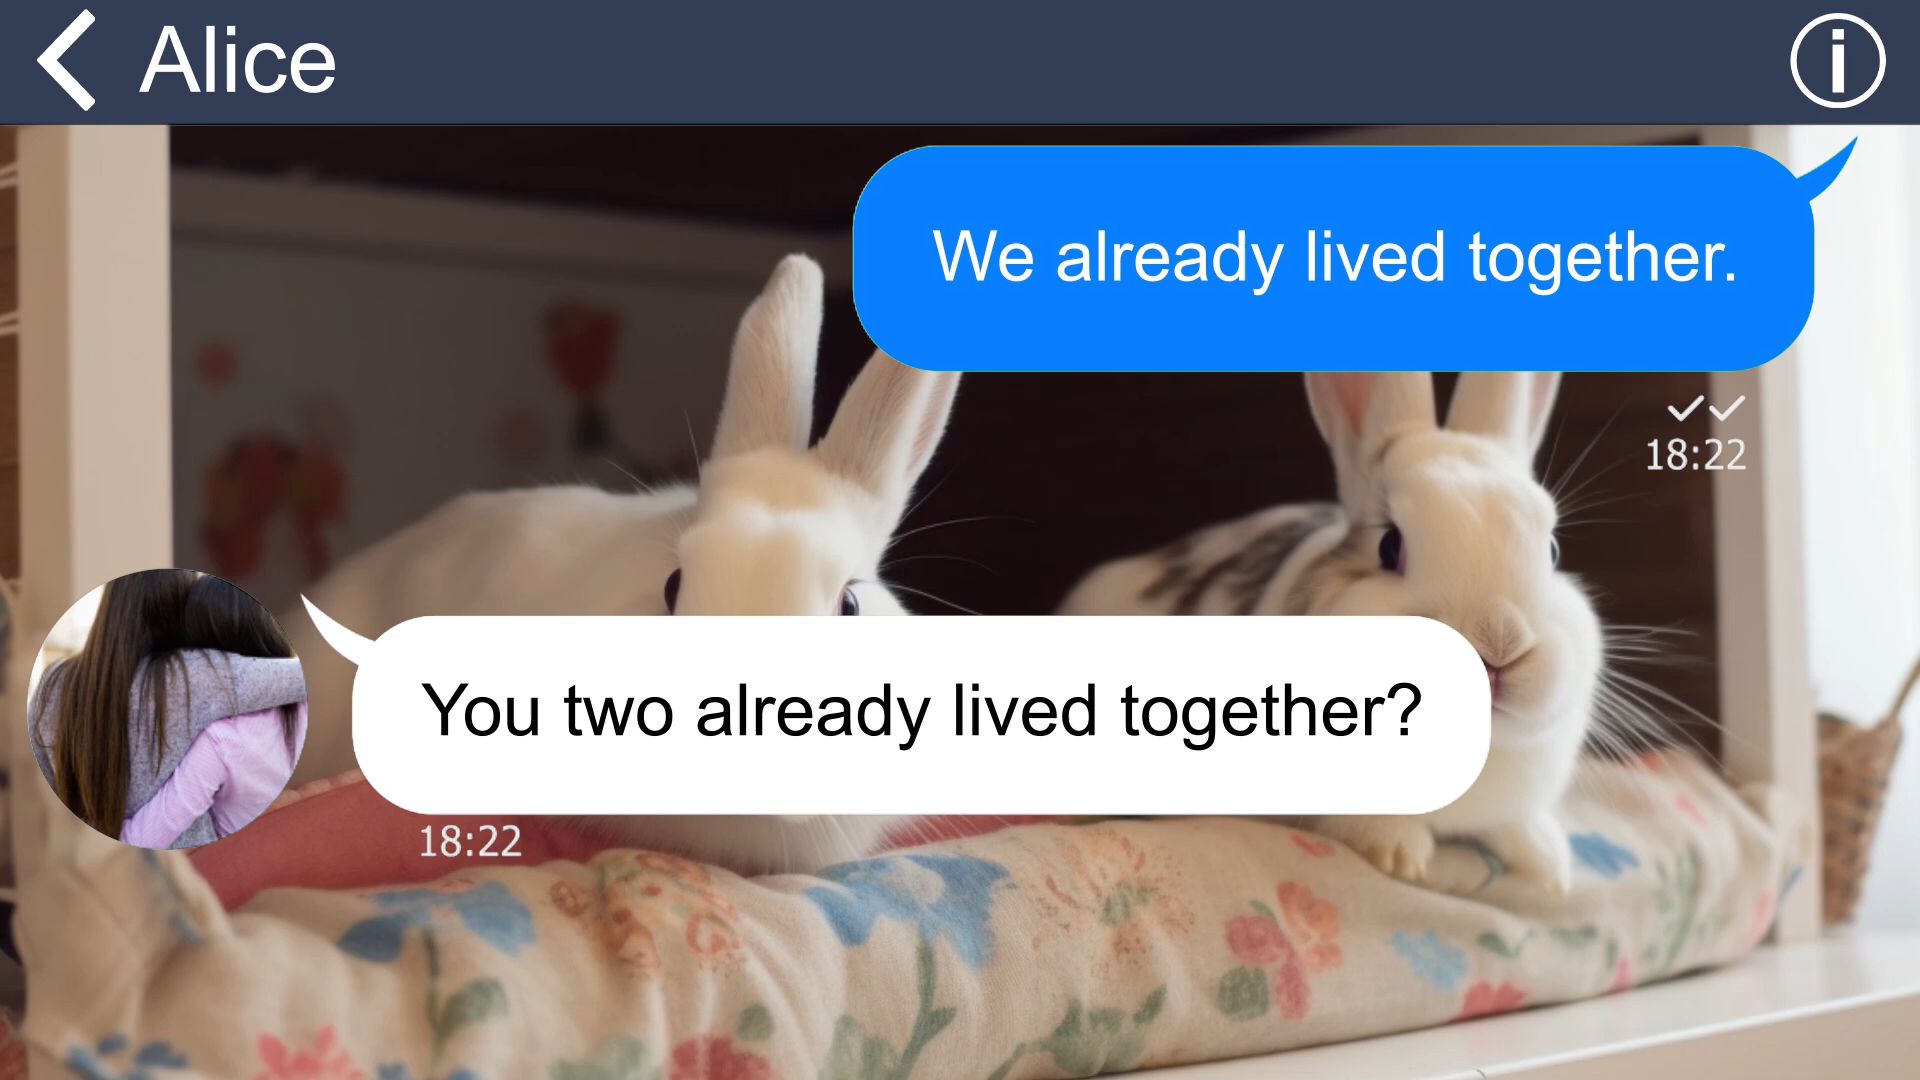 Alice
We already lived together.
18:22
You two already lived together?
18:22